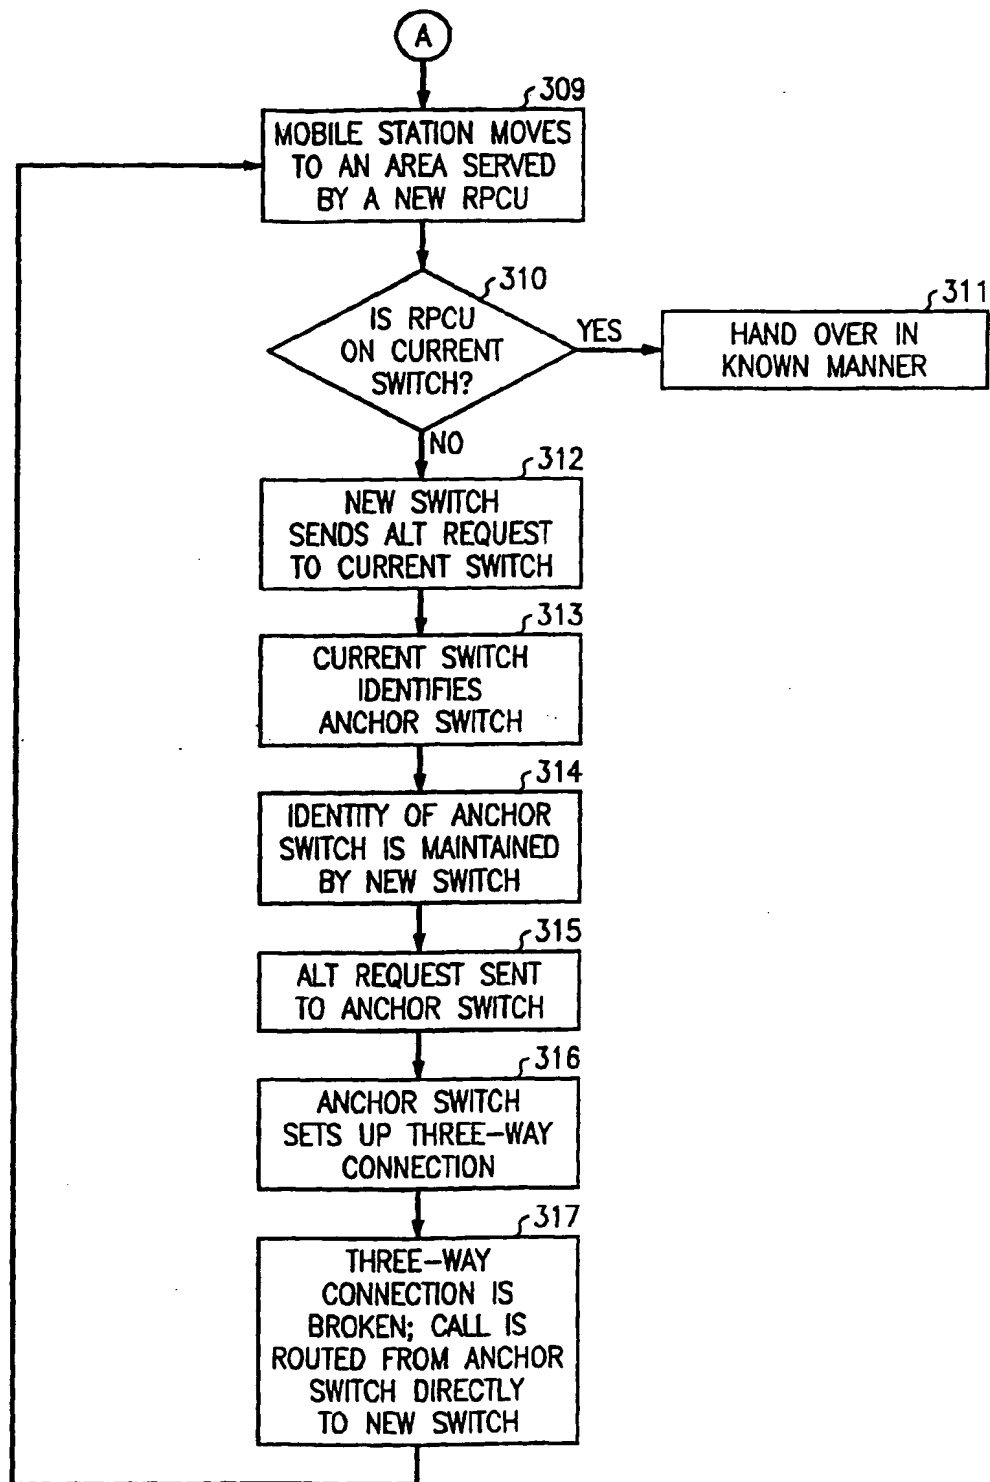 A
309
MOBILE STATION MOVES
TO AN AREA SERVED
BY A NEW RPCU
310
IS RPCU
ON CURRENT
SWITCH?
YES
311
HAND OVER IN
KNOWN MANNER
NO
312
NEW SWITCH
SENDS ALT REQUEST
TO CURRENT SWITCH
313
CURRENT SWITCH
IDENTIFIES
ANCHOR SWITCH
314
IDENTITY OF ANCHOR
SWITCH IS MAINTAINED
BY NEW SWITCH
315
ALT REQUEST SENT
TO ANCHOR SWITCH
316
ANCHOR SWITCH
SETS UP THREE-WAY
CONNECTION
317
THREE-WAY
CONNECTION IS
BROKEN; CALL IS
ROUTED FROM ANCHOR
SWITCH DIRECTLY
TO NEW SWITCH